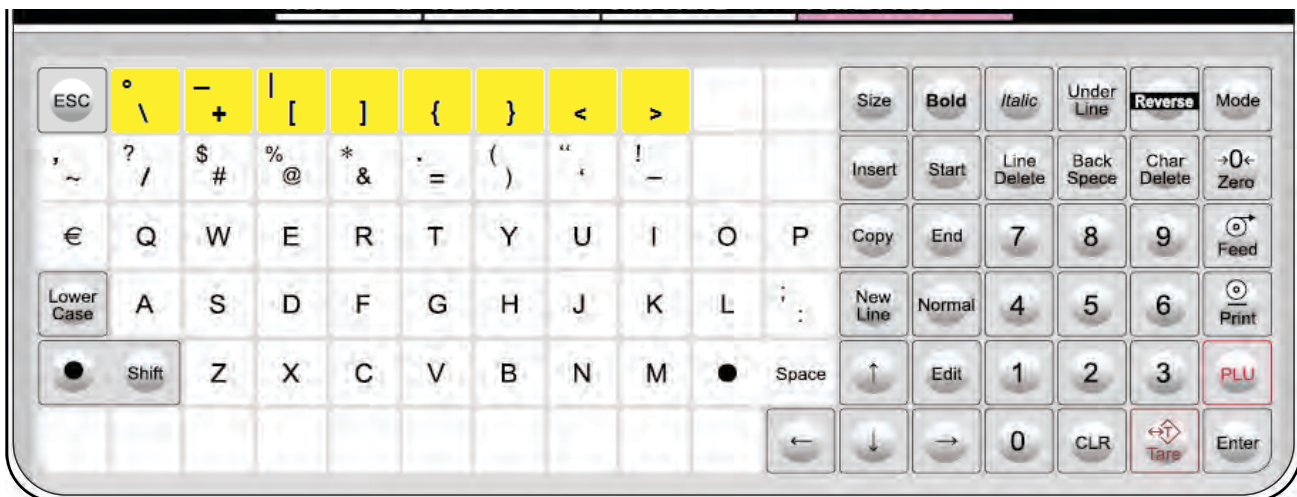 ESC ° \ _ + | [ ] { } < > Size Bold Italic Under Line Reverse Mode
, ~ ? / $ # % @ * & . = ( ) “ ‘ ! – Insert Start Line Delete Back Spece Char Delete →0← Zero
€ Q W E R T Y U I O P Copy End 7 8 9 Feed
Lower Case A S D F G H J K L ; : New Line Normal 4 5 6 Print
● Shift Z X C V B N M ● Space ↑ Edit 1 2 3 PLU
← ↓ → 0 CLR ↔T Tare Enter